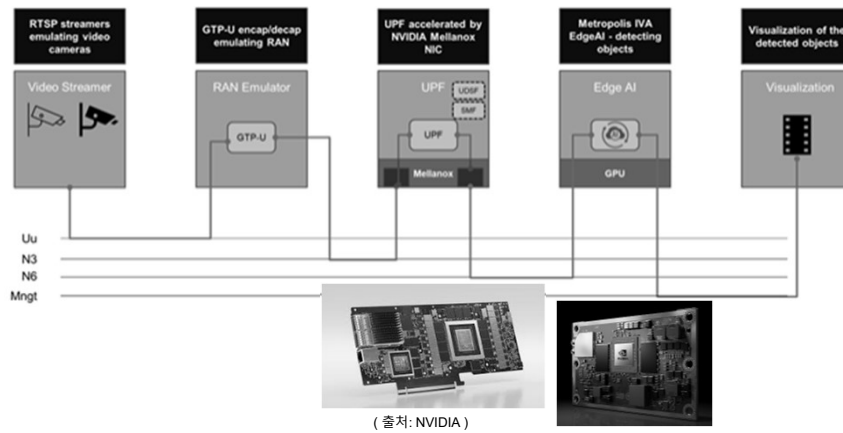 RTSP streamers
emulating video
cameras
GTP-U encap/decap
emulating RAN
UPF accelerated by
NVIDIA Mellanox
NIC
Metropolis IVA
EdgeAI - detecting
objects
Visualization of the
detected objects
Video Streamer
RAN Emulator
UPF
Edge AI
Visualization
UDSF
SMF
GTP-U
UPF
Mellanox
GPU
Uu
N3
N6
Mngt
( 출처: NVIDIA )